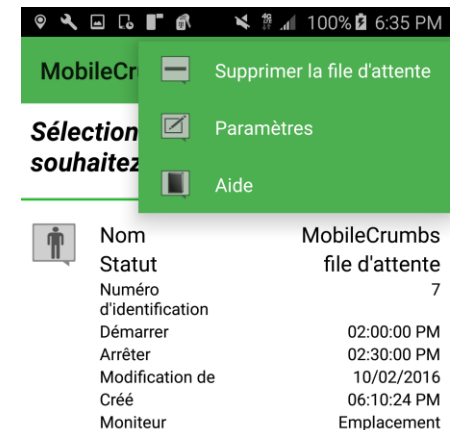 100% 6:35 PM
MobileCr
Supprimer la file d'attente
Paramètres
Aide
Sélection
souhaitez
Nom MobileCrumbs
Statut file d'attente
Numéro
d'identification 7
Démarrer 02:00:00 PM
Arrêter 02:30:00 PM
Modification de 10/02/2016
Créé 06:10:24 PM
Moniteur Emplacement